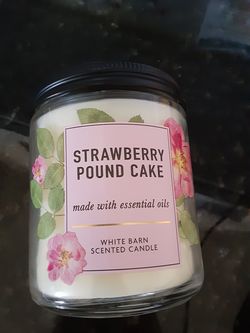 STRAWBERRY
POUND CAKE
made with essential oils
WHITE BARN
SCENTED CANDLE